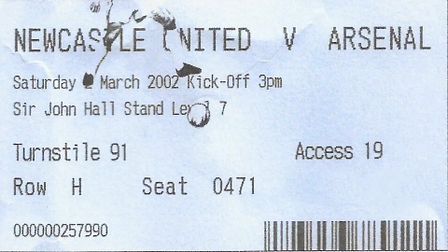 NEWCASTLE UNITED V ARSENAL
Saturday 2 March 2002 Kick-Off 3pm
Sir John Hall Stand Level 7
Turnstile 91 Access 19
Row H Seat 0471
000000257990